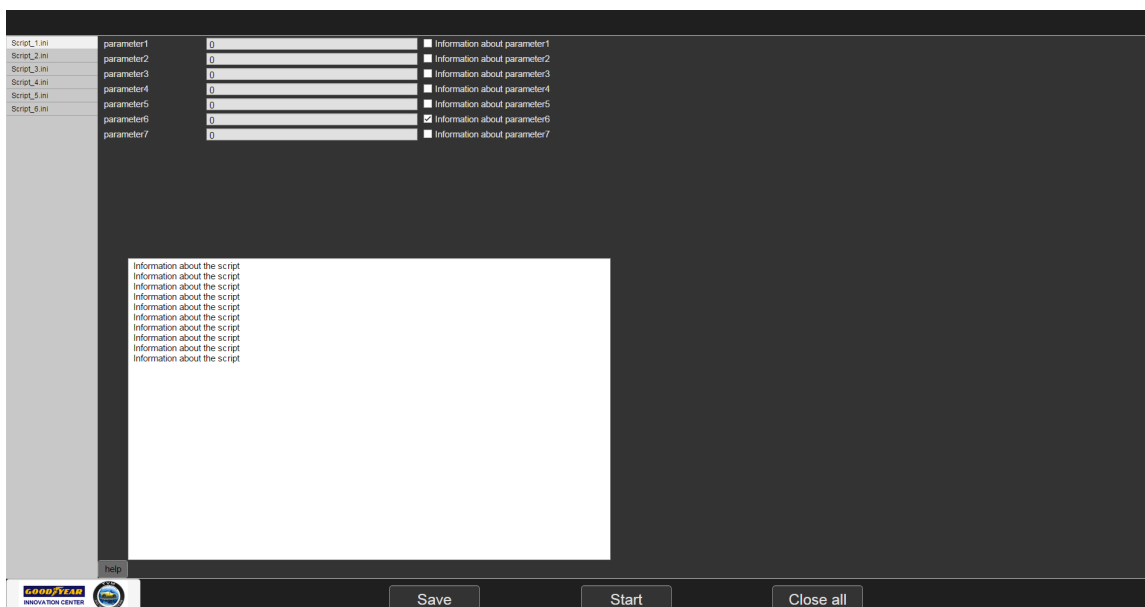 Script_1.ini
Script_2.ini
Script_3.ini
Script_4.ini
Script_5.ini
Script_6.ini
parameter1 0 Information about parameter1
parameter2 0 Information about parameter2
parameter3 0 Information about parameter3
parameter4 0 Information about parameter4
parameter5 0 Information about parameter5
parameter6 0 Information about parameter6
parameter7 0 Information about parameter7
Information about the script
Information about the script
Information about the script
Information about the script
Information about the script
Information about the script
Information about the script
Information about the script
Information about the script
Information about the script
help
GOODYEAR
INNOVATION CENTER
Save Start Close all